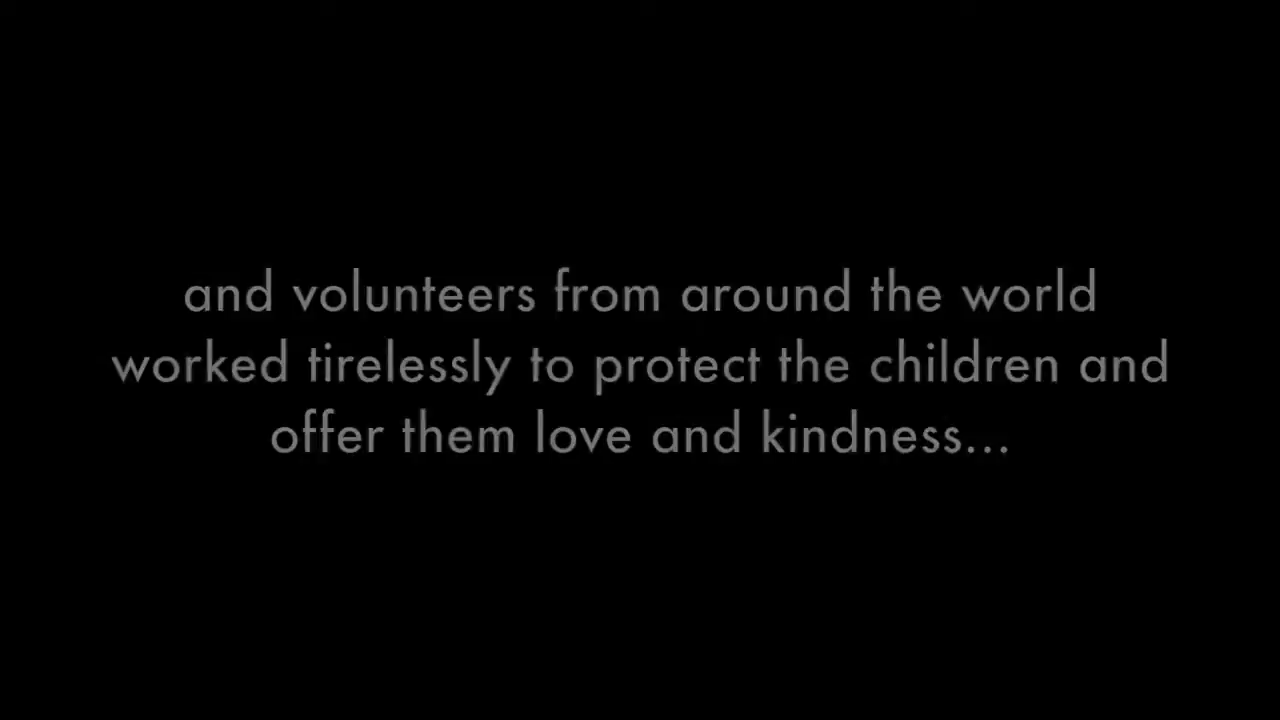 and volunteers from around the world
worked tirelessly to protect the children and
offer them love and kindness...